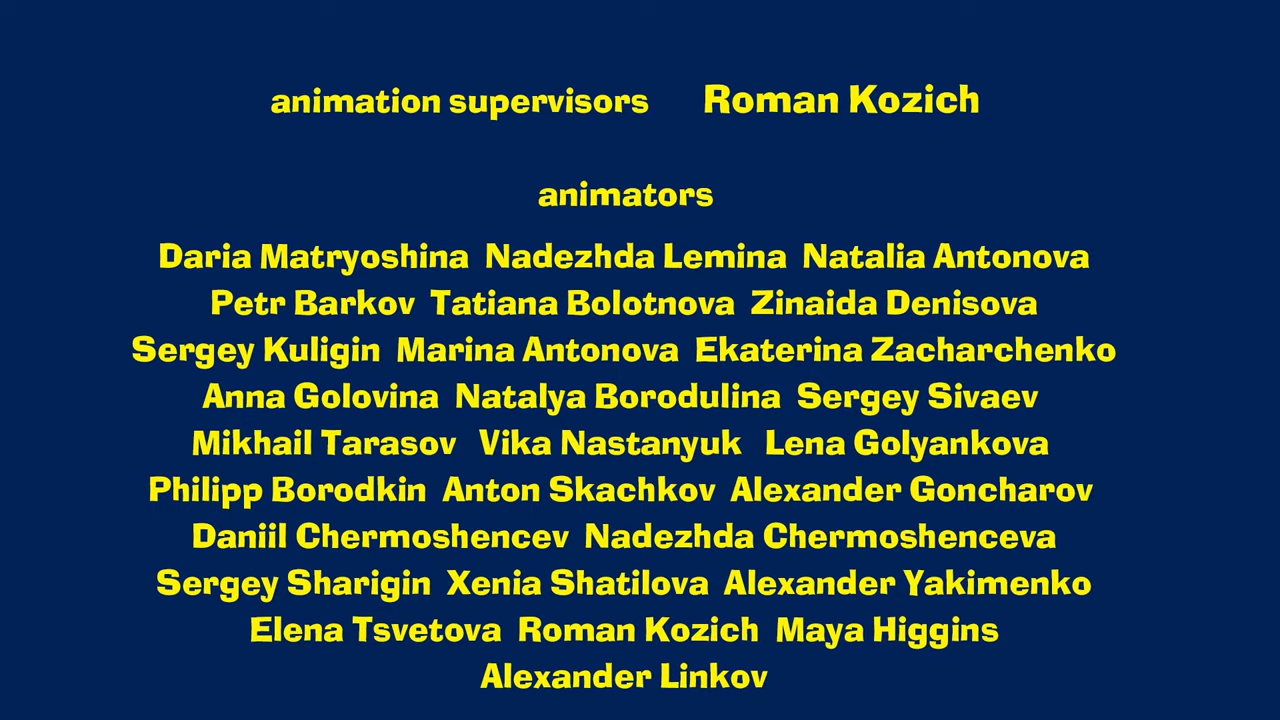 animation supervisors Roman Kozich
animators
Daria Matryoshina Nadezhda Lemina Natalia Antonova
Petr Barkov Tatiana Bolotnova Zinaida Denisova
Sergey Kuligin Marina Antonova Ekaterina Zacharchenko
Anna Golovina Natalya Borodulina Sergey Sivaev
Mikhail Tarasov Vika Nastanyuk Lena Golyankova
Philipp Borodkin Anton Skachkov Alexander Goncharov
Daniil Chermoshencev Nadezhda Chermoshenceva
Sergey Sharigin Xenia Shatilova Alexander Yakimenko
Elena Tsvetova Roman Kozich Maya Higgins
Alexander Linkov